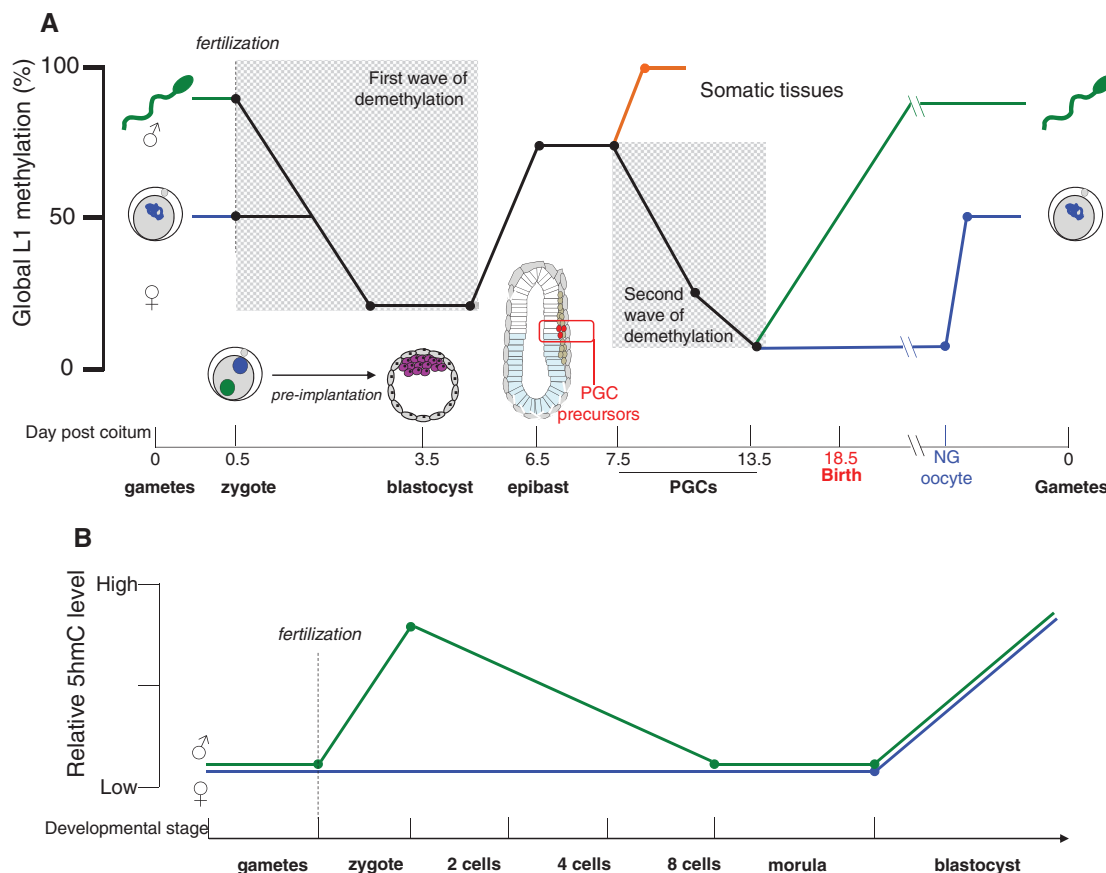 A
fertilization
Global L1 methylation (%)
100
50
0
First wave of
demethylation
Somatic tissues
Second
wave of
demethylation
♂
♀
pre-implantation
PGC
precursors
Day post coitum
0
0.5
3.5
6.5
7.5
13.5
18.5
Birth
NG
oocyte
0
gametes
zygote
blastocyst
epibast
PGCs
Gametes
B
Relative 5hmC level
High
Low
fertilization
♂
♀
Developmental stage
gametes
zygote
2 cells
4 cells
8 cells
morula
blastocyst